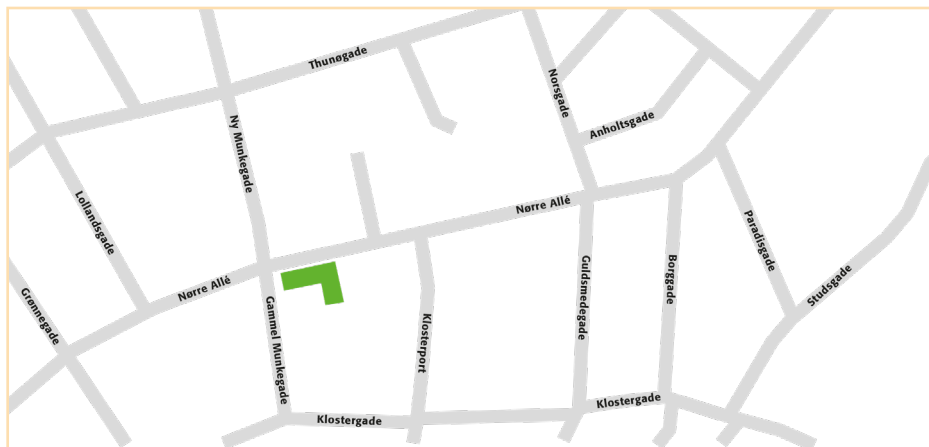 Thunøgade
Norsgade
Anholtsgade
Ny Munkegade
Lollandsgade
Nørre Allé
Paradisgade
Grønnegade
Nørre Allé
Gammel Munkegade
Klosterport
Guldsmedegade
Borggade
Studsgade
Klostergade
Klostergade